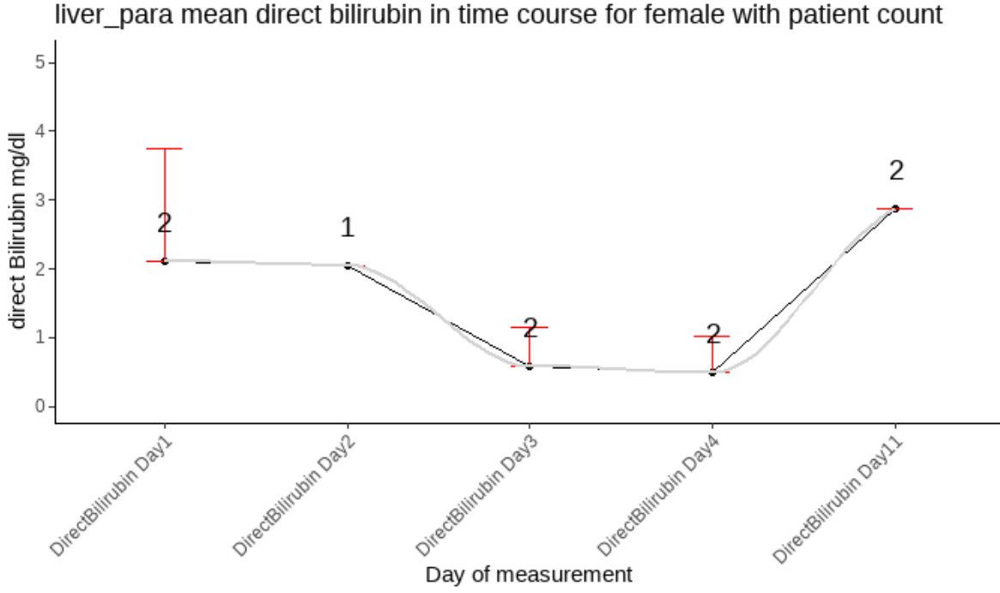 liver_para mean direct bilirubin in time course for female with patient count
direct Bilirubin mg/dl
5
4
3
2
1
0
2
1
2
2
2
DirectBilirubin Day1
DirectBilirubin Day2
DirectBilirubin Day3
DirectBilirubin Day4
DirectBilirubin Day11
Day of measurement